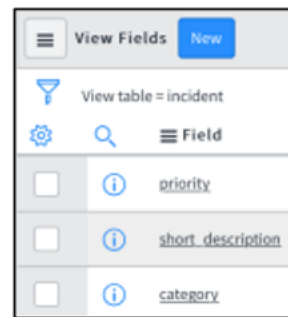 View Fields New
View table = incident
Field
priority
short_description
category